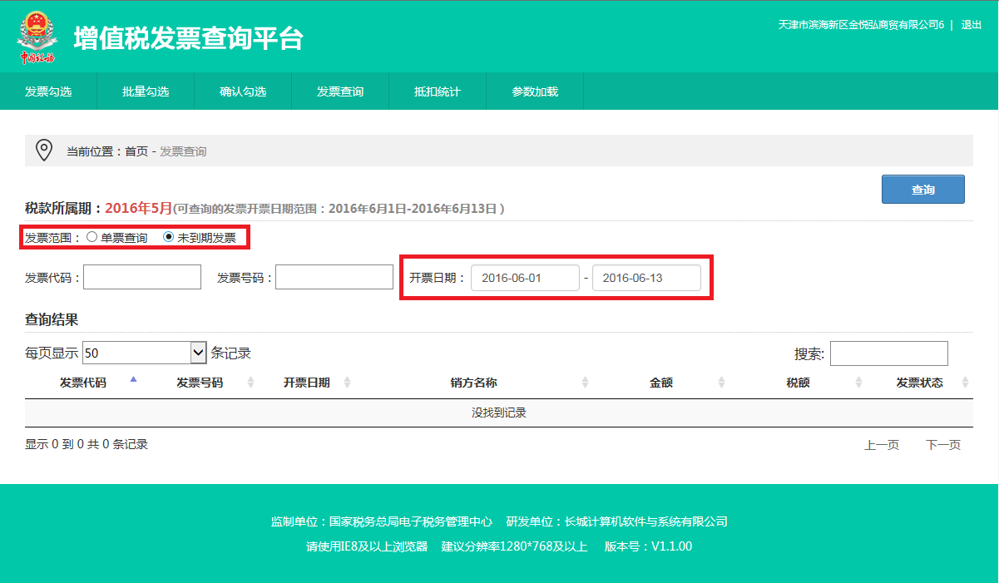 天津市滨海新区金悦弘商贸有限公司6 | 退出
增值税发票查询平台
中国税务
发票勾选 批量勾选 确认勾选 发票查询 抵扣统计 参数加载
当前位置：首页 - 发票查询
查询
税款所属期：2016年5月(可查询的发票开票日期范围：2016年6月1日-2016年6月13日 )
发票范围： 单票查询 未到期发票
发票代码： 发票号码： 开票日期： 2016-06-01 - 2016-06-13
查询结果
每页显示 50 条记录 搜索:
发票代码 发票号码 开票日期 销方名称 金额 税额 发票状态
没找到记录
显示 0 到 0 共 0 条记录 上一页 下一页
监制单位：国家税务总局电子税务管理中心 研发单位：长城计算机软件与系统有限公司
请使用IE8及以上浏览器 建议分辨率1280*768及以上 版本号：V1.1.00